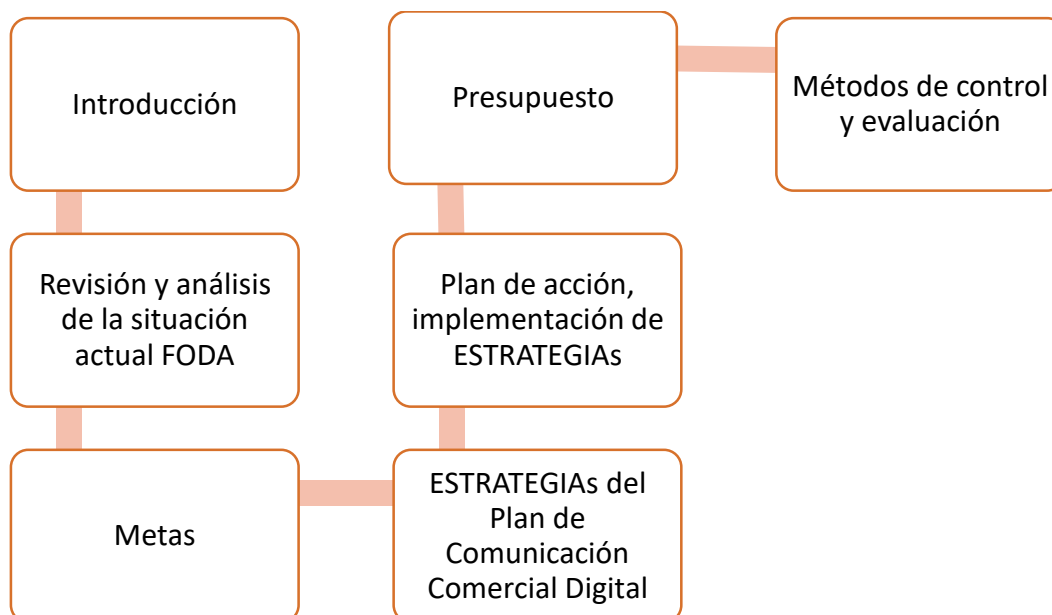 Introducción
Revisión y análisis
de la situación
actual FODA
Metas
ESTRATEGIAs del
Plan de
Comunicación
Comercial Digital
Plan de acción,
implementación de
ESTRATEGIAs
Presupuesto
Métodos de control
y evaluación